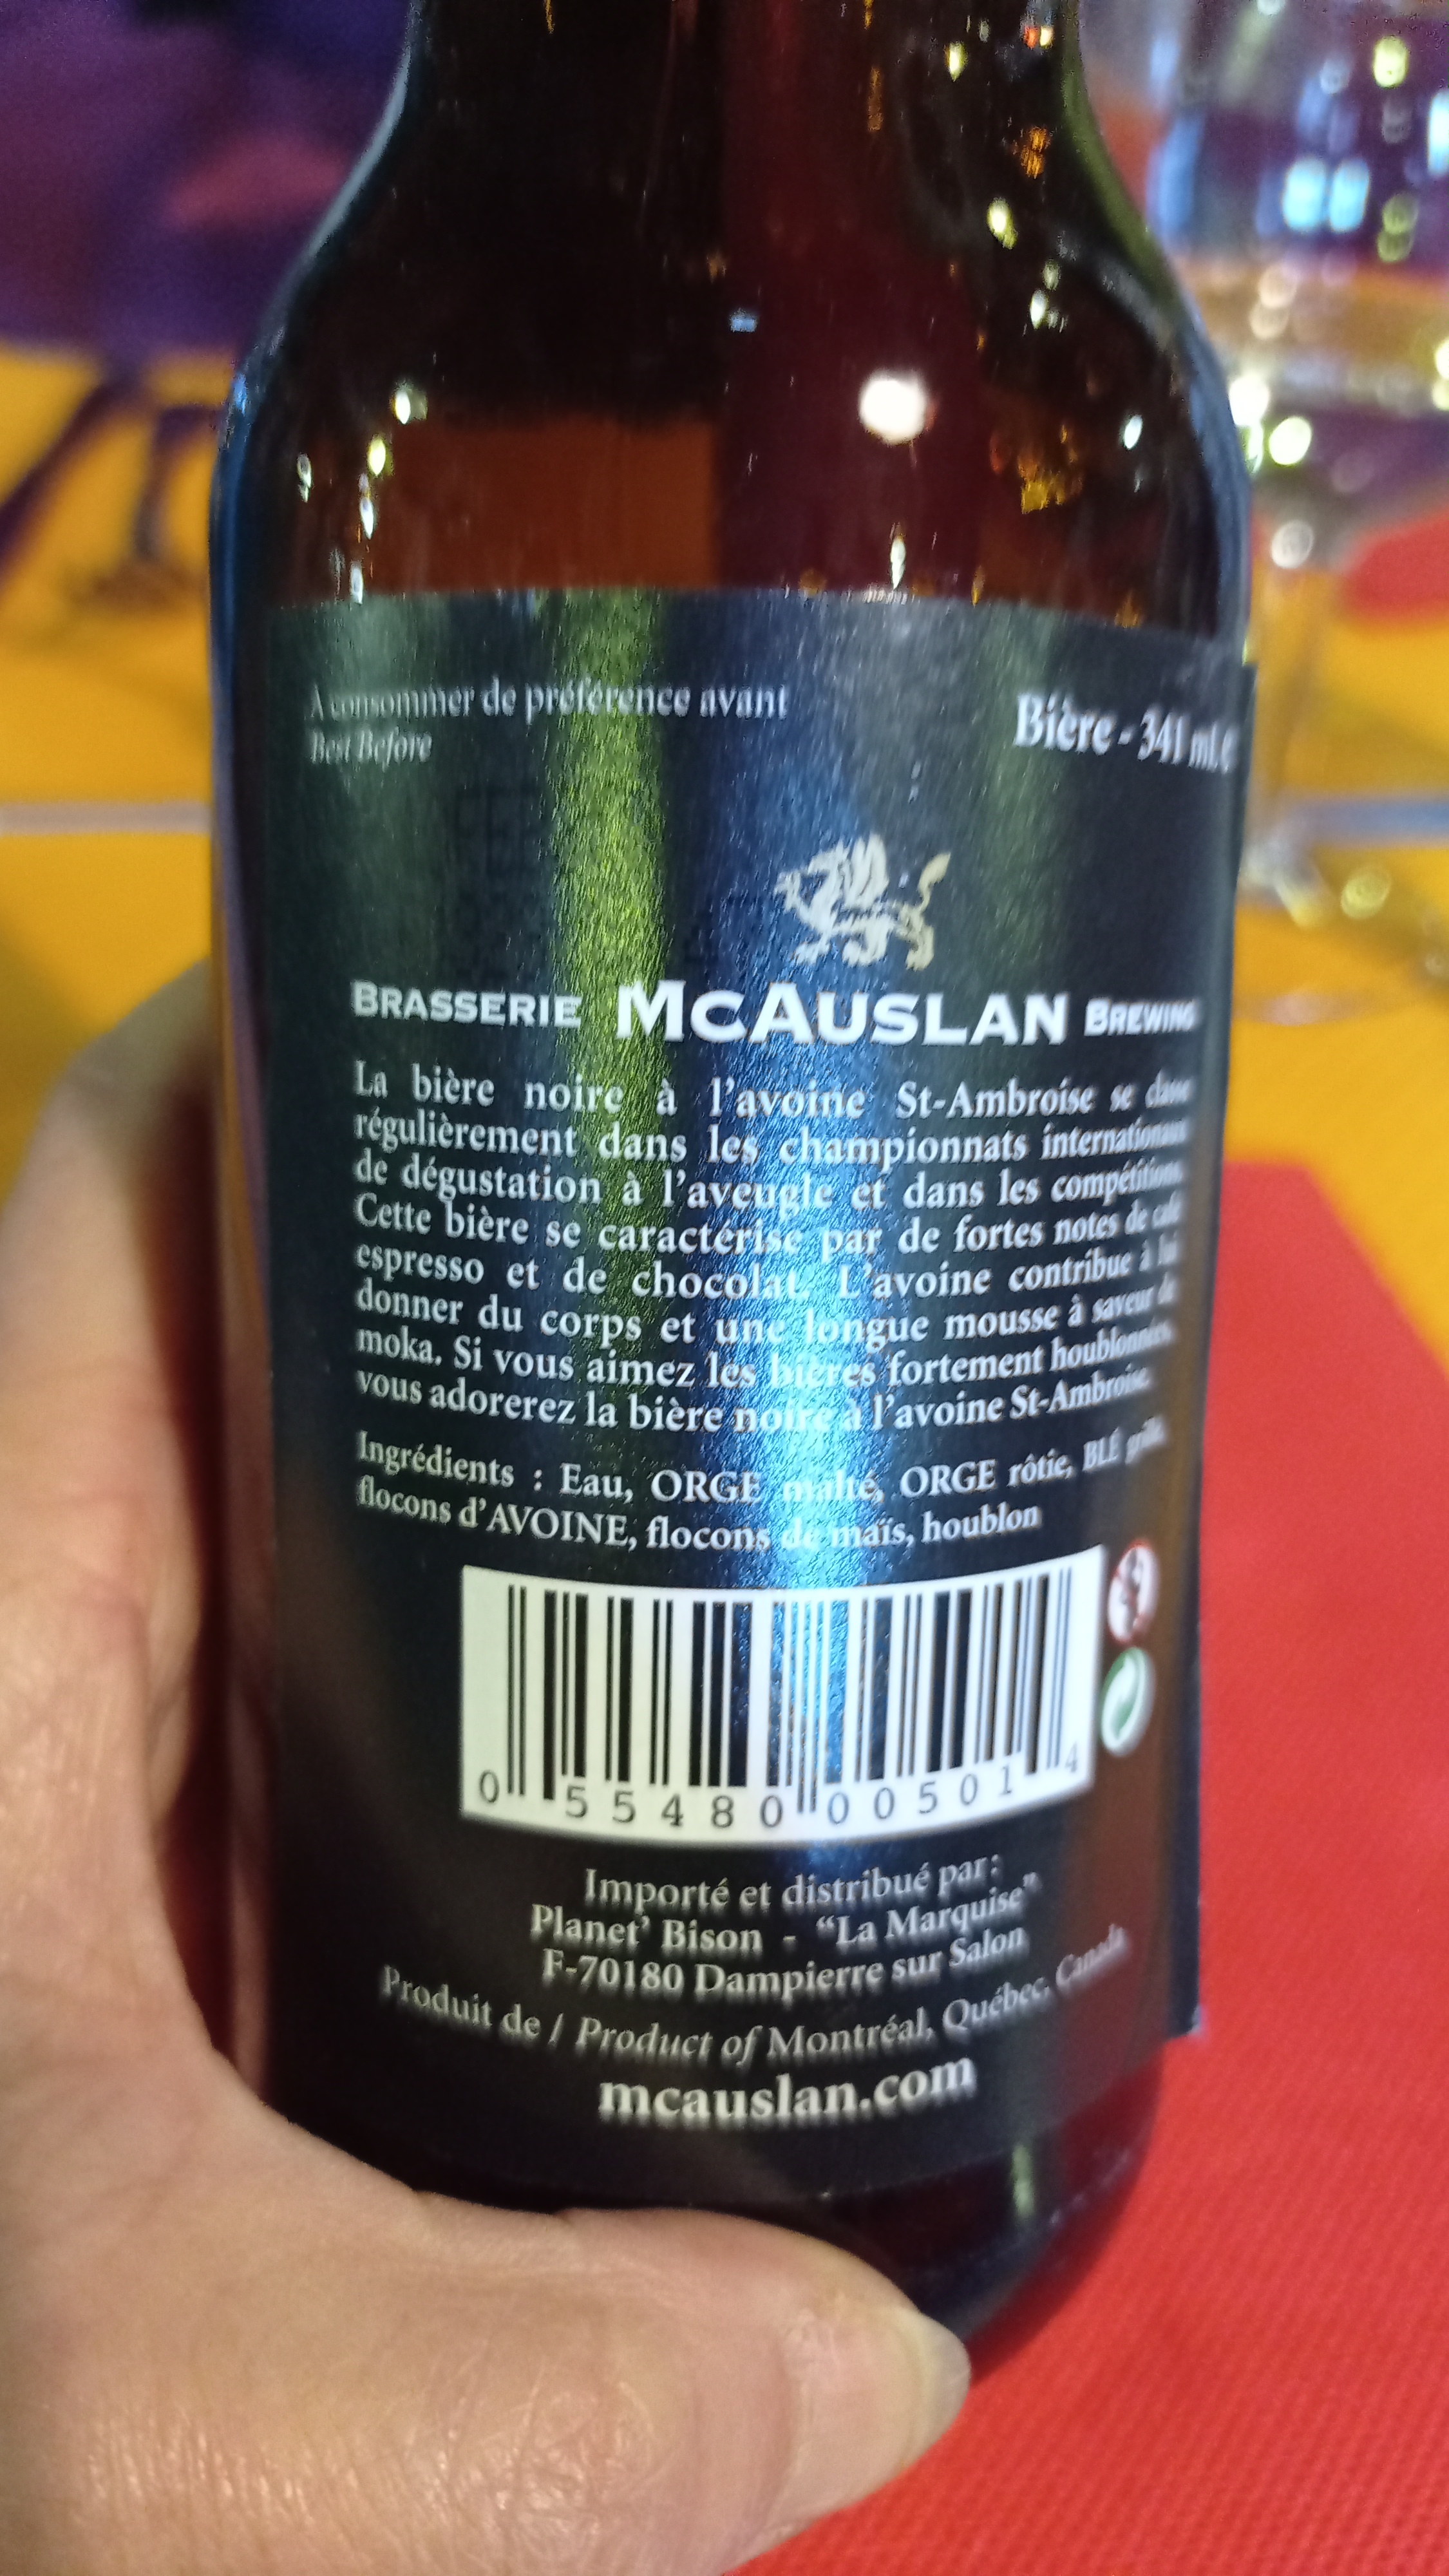 À consommer de préférence avant
Best Before
Bière - 341 ml e
BRASSERIE MCAUSLAN BREWING
La bière noire à l'avoine St-Ambroise se classe
régulièrement dans les championnats internationaux
de dégustation à l'aveugle et dans les compétitions.
Cette bière se caractérise par de fortes notes de café
espresso et de chocolat. L'avoine contribue à lui
donner du corps et une longue mousse à saveur de
moka. Si vous aimez les bières fortement houblonnées,
vous adorerez la bière noire à l'avoine St-Ambroise.
Ingrédients : Eau, ORGE malté, ORGE rôtie, BLÉ
flocons d'AVOINE, flocons de maïs, houblon
0 55480 00501 4
Importé et distribué par :
Planet' Bison - "La Marquise"
F-70180 Dampierre sur Salon
Produit de / Product of Montréal, Québec, Canada
mcauslan.com